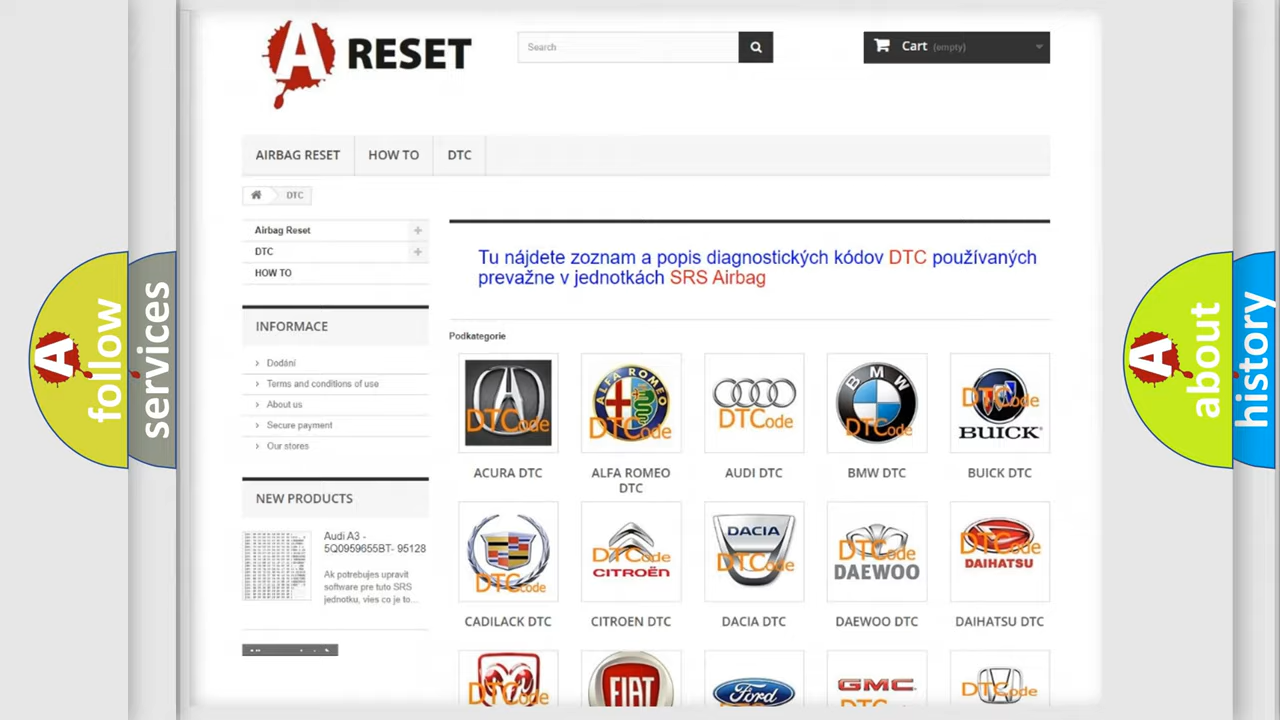 A RESET
Search
Cart (empty)
AIRBAG RESET
HOW TO
DTC
DTC
Airbag Reset
DTC
HOW TO
INFORMACE
Dodání
Terms and conditions of use
About us
Secure payment
Our stores
NEW PRODUCTS
Audi A3 -
5Q0959655BT- 95128
Ak potrebujes upravit
software pre tuto SRS
jednotku, vies co je to...
Tu nájdete zoznam a popis diagnostických kódov DTC používaných
prevažne v jednotkách SRS Airbag
Podkategorie
DTCode
ALFA ROMEO
DTCode
DTCode
BMW
DTCode
DTCode
BUICK
ACURA DTC
ALFA ROMEO
DTC
AUDI DTC
BMW DTC
BUICK DTC
DTCode
DTCode
CITROËN
DACIA
DTCode
DTCode
DAEWOO
DTCode
DAIHATSU
CADILACK DTC
CITROEN DTC
DACIA DTC
DAEWOO DTC
DAIHATSU DTC
DTCode
FIAT
Ford
GMC
DTCode
A follow
services
A about
history